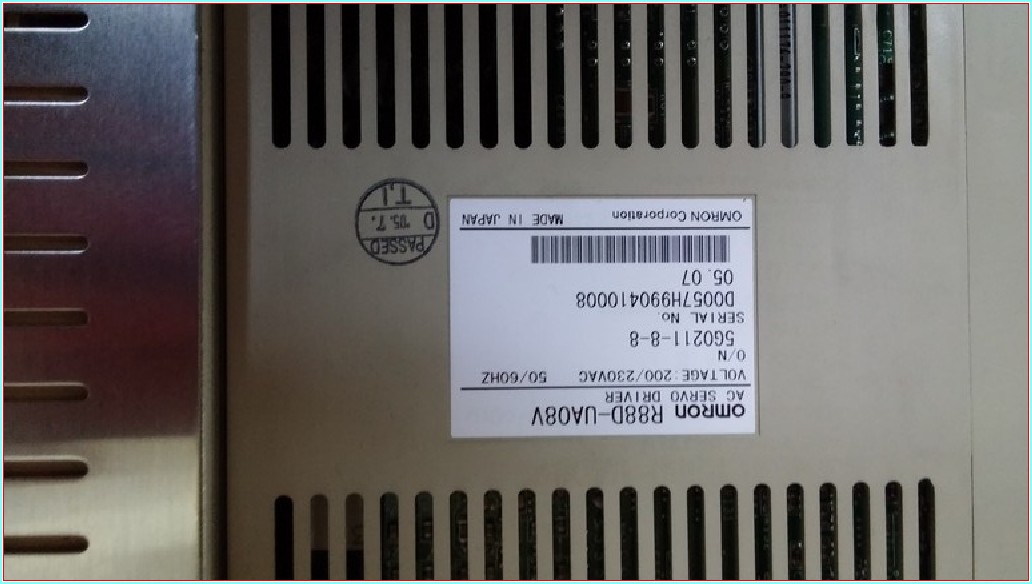 omron R88D-UA08V
AC SERVO DRIVER
VOLTAGE:200/230VAC 50/60HZ
O/N
5G0211-8-8
SERIAL No.
D0057H990410008
05.07
OMRON Corporation MADE IN JAPAN
PASSED
D '05.7.
T,I